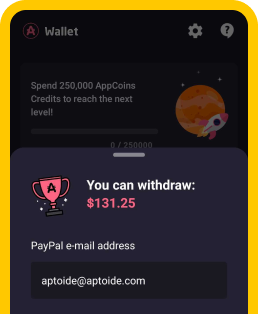 Wallet
Spend 250,000 AppCoins
Credits to reach the next
level!
0 / 250000
You can withdraw:
$131.25
PayPal e-mail address
aptoide@aptoide.com